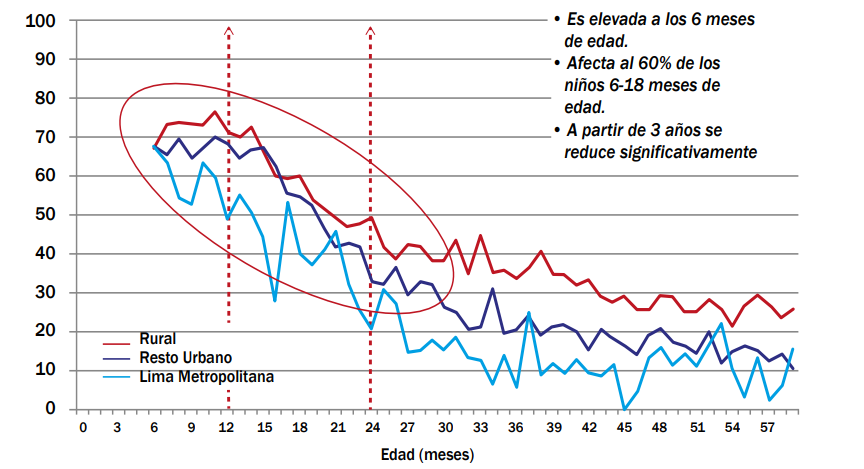 100
90
80
70
60
50
40
30
20
10
0
• Es elevada a los 6 meses
de edad.
• Afecta al 60% de los
niños 6-18 meses de
edad.
• A partir de 3 años se
reduce significativamente
Rural
Resto Urbano
Lima Metropolitana
0 3 6 9 12 15 18 21 24 27 30 33 36 39 42 45 48 51 54 57
Edad (meses)